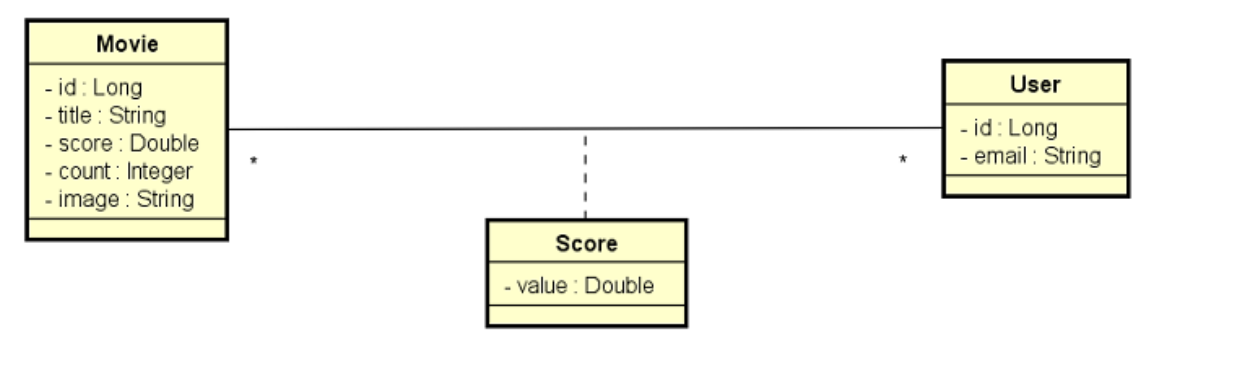 Movie
- id : Long
- title : String
- score : Double
- count : Integer
- image : String
*
*
User
- id : Long
- email : String
Score
- value : Double